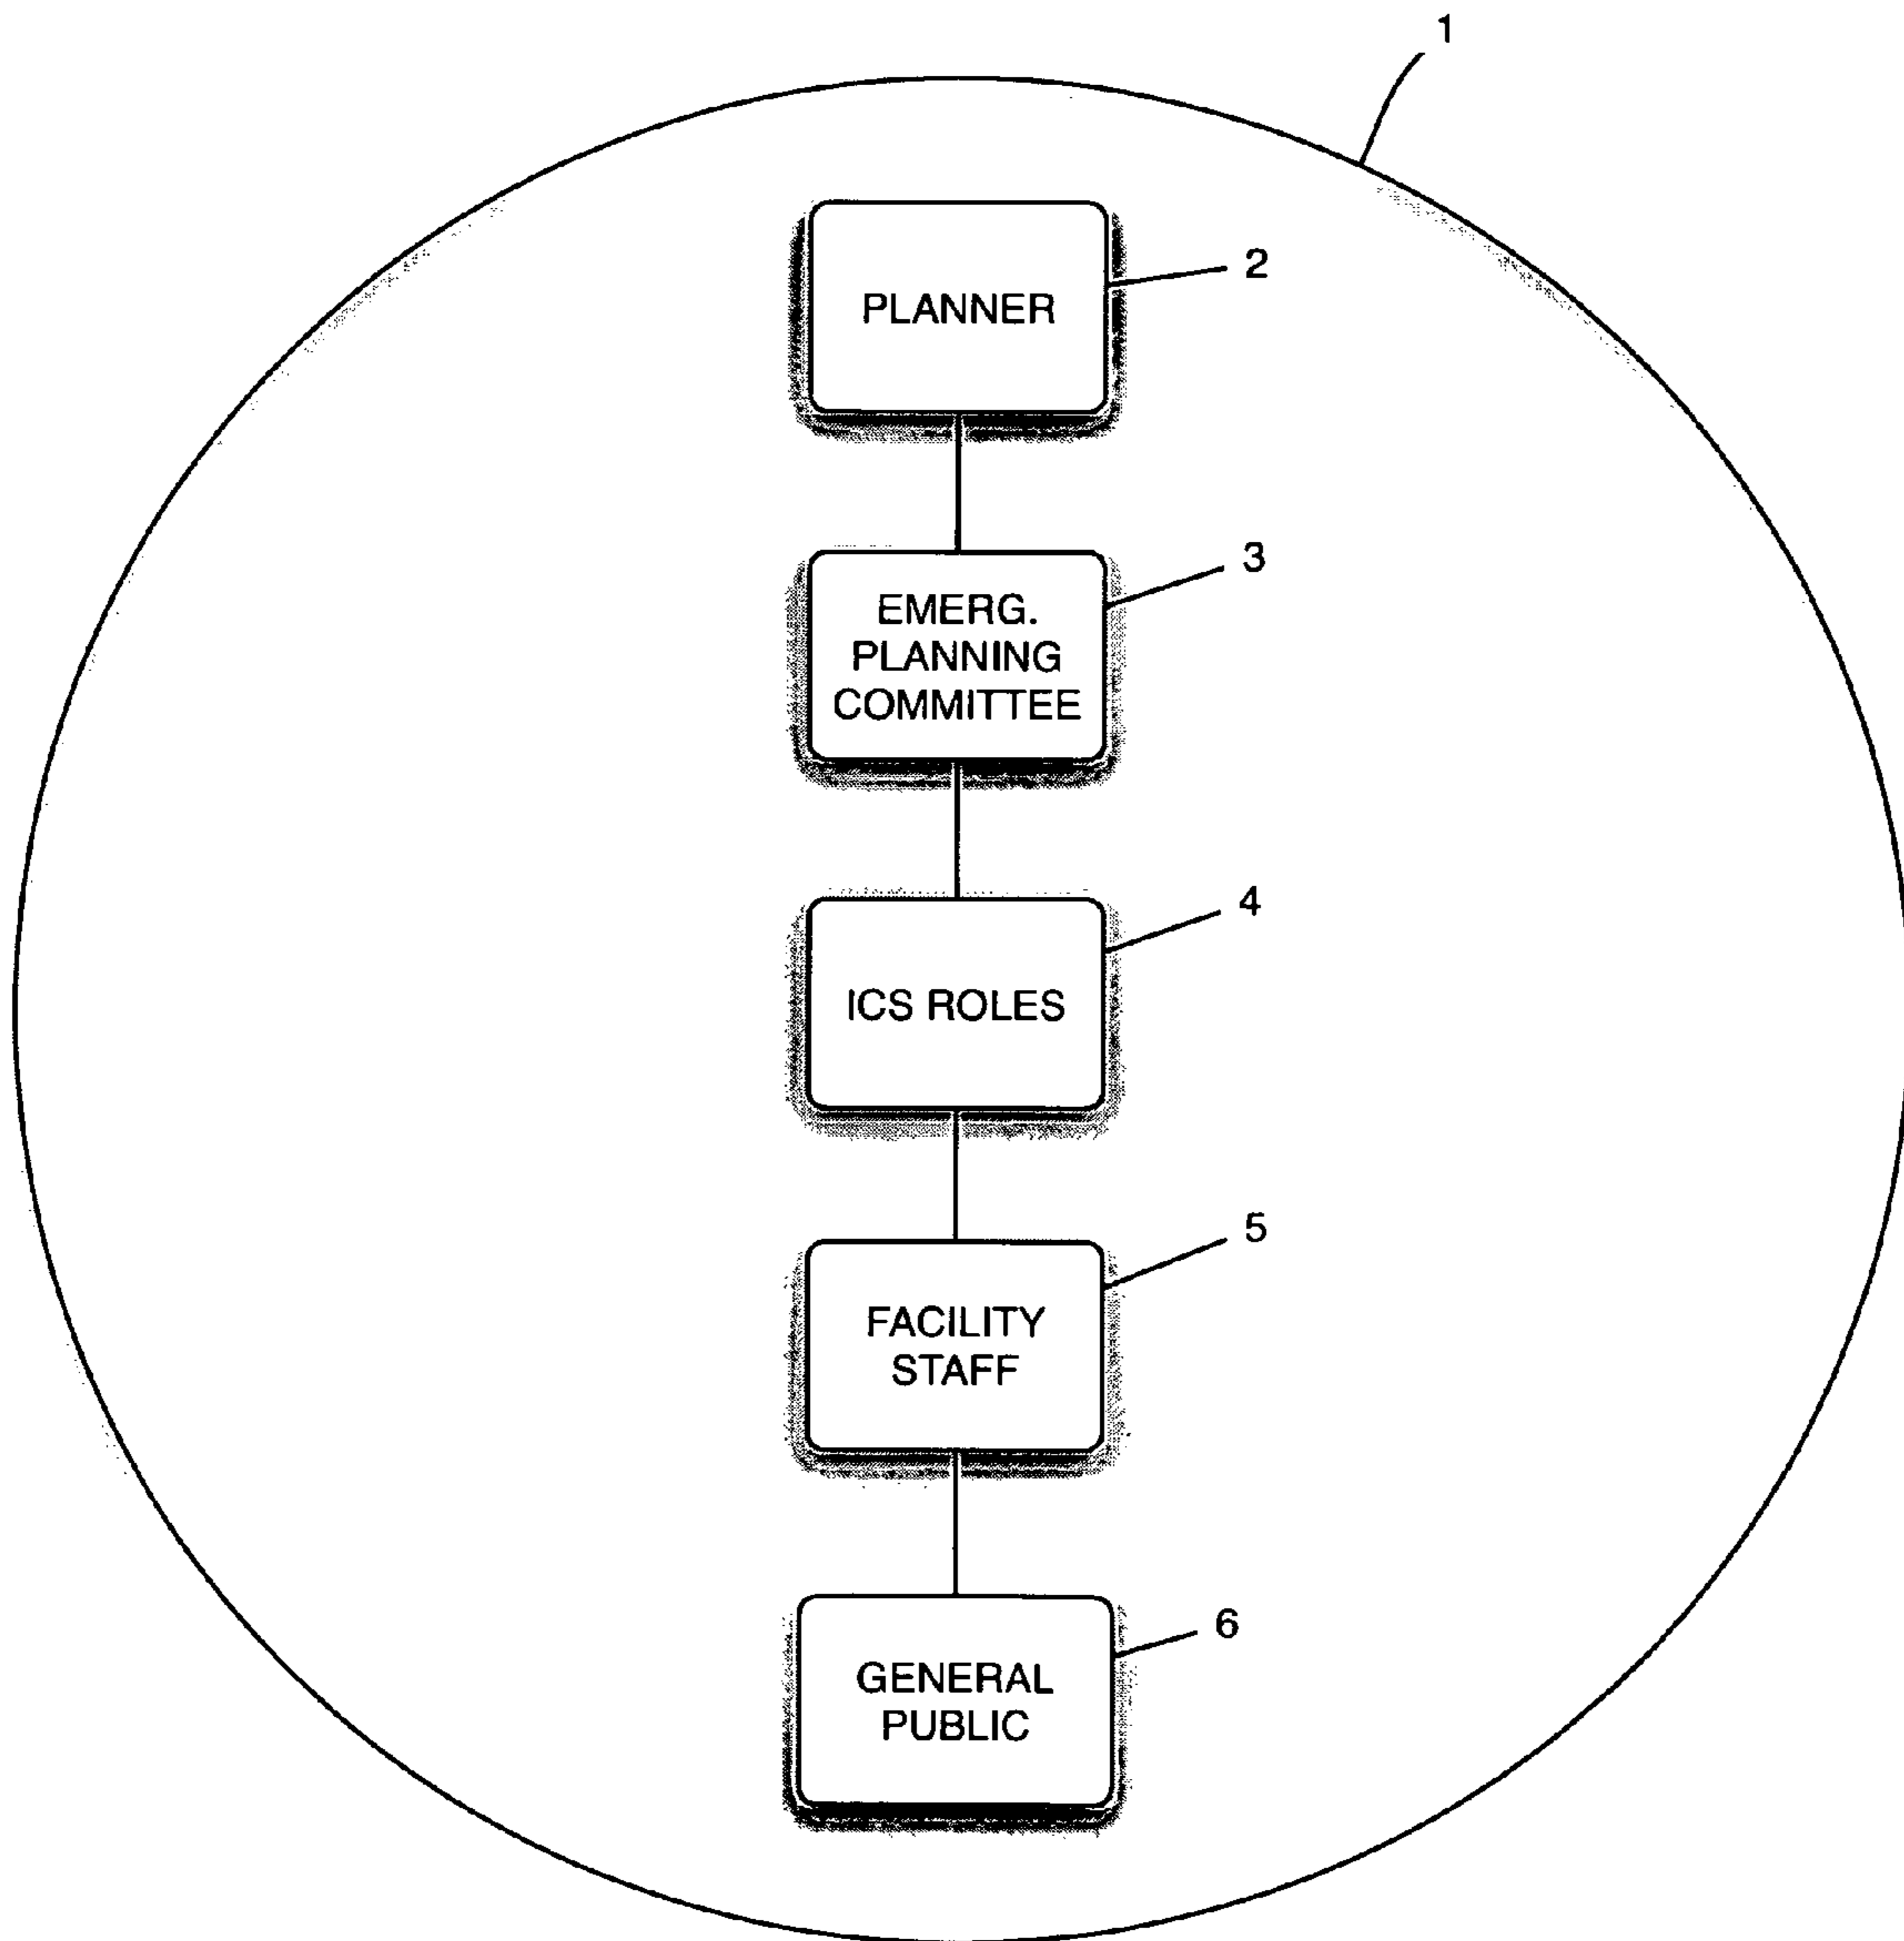 1
PLANNER
2
EMERG.
PLANNING
COMMITTEE
3
ICS ROLES
4
FACILITY
STAFF
5
GENERAL
PUBLIC
6